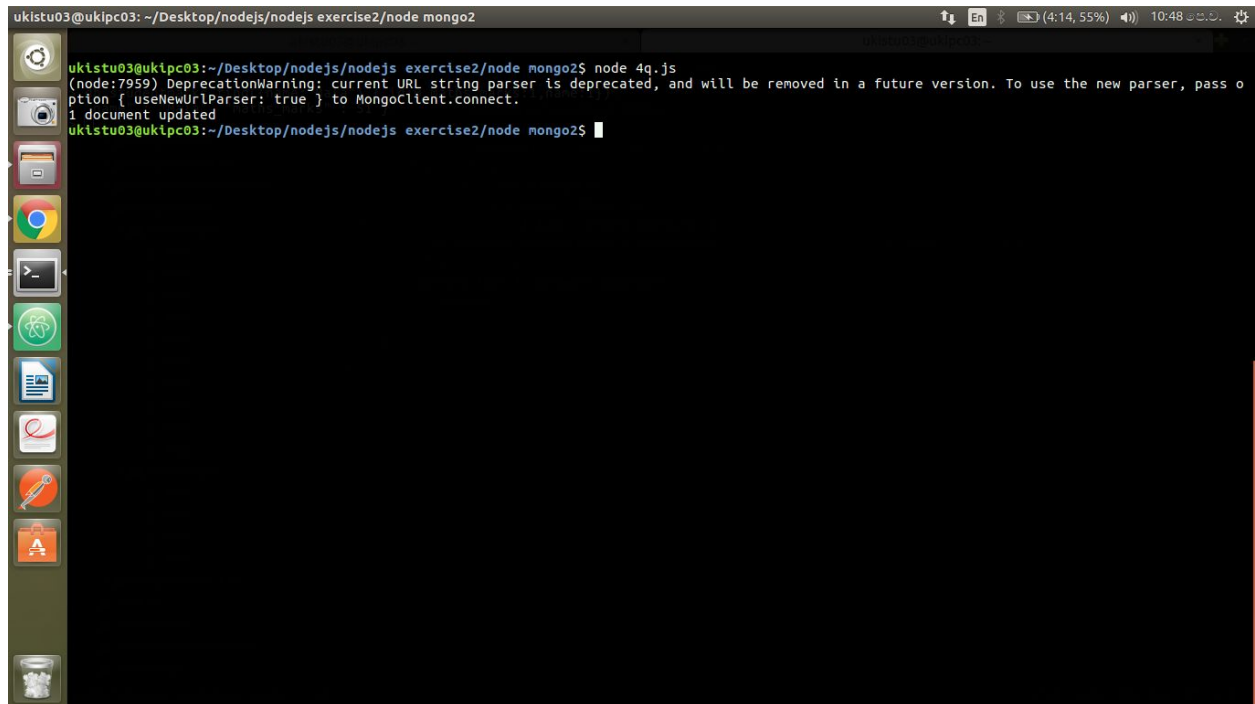 ukistu03@ukipc03: ~/Desktop/nodejs/nodejs exercise2/node mongo2
En (4:14, 55%) 10:48 පෙ.ව.
ukistu03@ukipc03:~/Desktop/nodejs/nodejs exercise2/node mongo2$ node 4q.js
(node:7959) DeprecationWarning: current URL string parser is deprecated, and will be removed in a future version. To use the new parser, pass o
ption { useNewUrlParser: true } to MongoClient.connect.
1 document updated
ukistu03@ukipc03:~/Desktop/nodejs/nodejs exercise2/node mongo2$